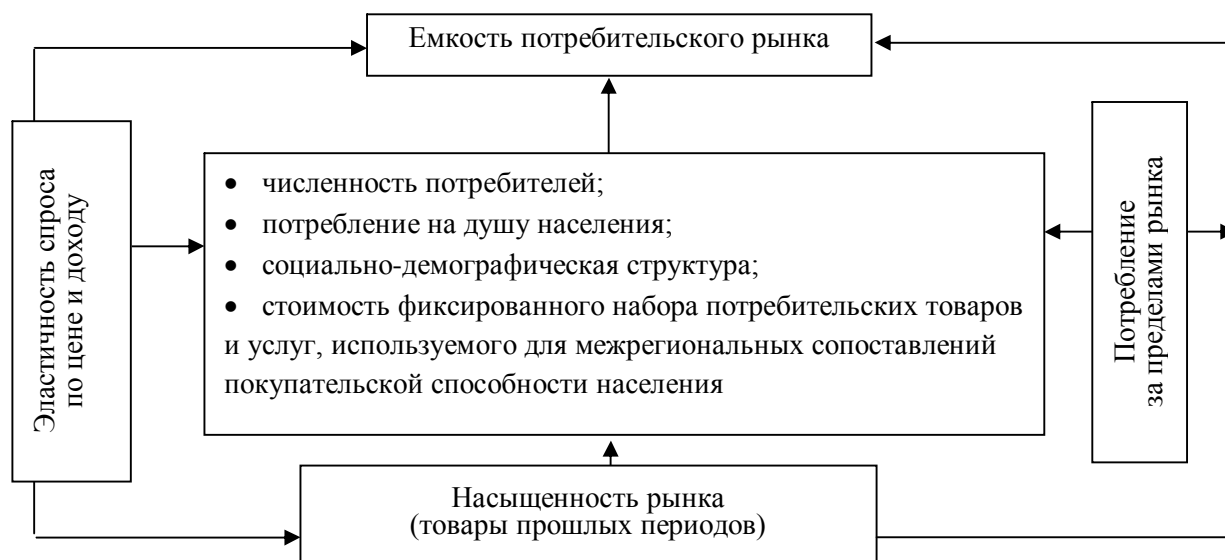 Емкость потребительского рынка
Эластичность спроса
по цене и доходу
• численность потребителей;
• потребление на душу населения;
• социально-демографическая структура;
• стоимость фиксированного набора потребительских товаров
и услуг, используемого для межрегиональных сопоставлений
покупательской способности населения
Потребление
за пределами рынка
Насыщенность рынка
(товары прошлых периодов)